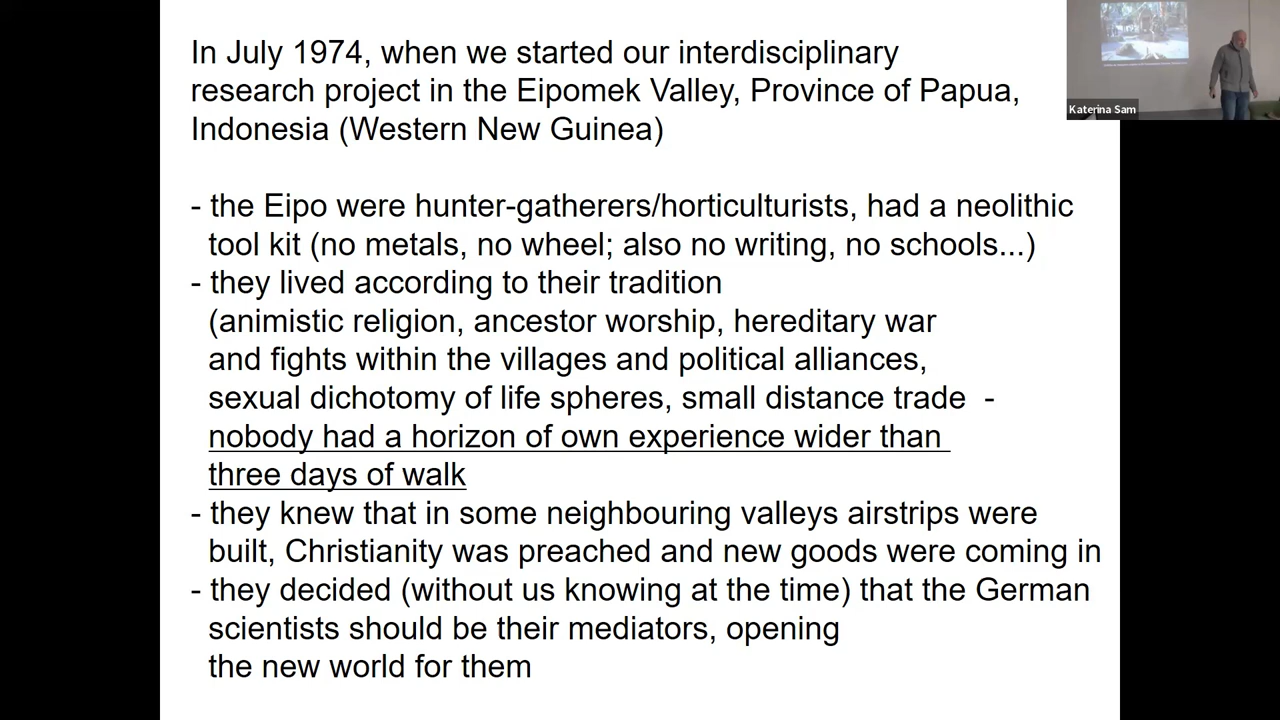 In July 1974, when we started our interdisciplinary
research project in the Eipomek Valley, Province of Papua,
Indonesia (Western New Guinea)
- the Eipo were hunter-gatherers/horticulturists, had a neolithic
tool kit (no metals, no wheel; also no writing, no schools...)
- they lived according to their tradition
(animistic religion, ancestor worship, hereditary war
and fights within the villages and political alliances,
sexual dichotomy of life spheres, small distance trade -
nobody had a horizon of own experience wider than
three days of walk
- they knew that in some neighbouring valleys airstrips were
built, Christianity was preached and new goods were coming in
- they decided (without us knowing at the time) that the German
scientists should be their mediators, opening
the new world for them
Katerina Sam